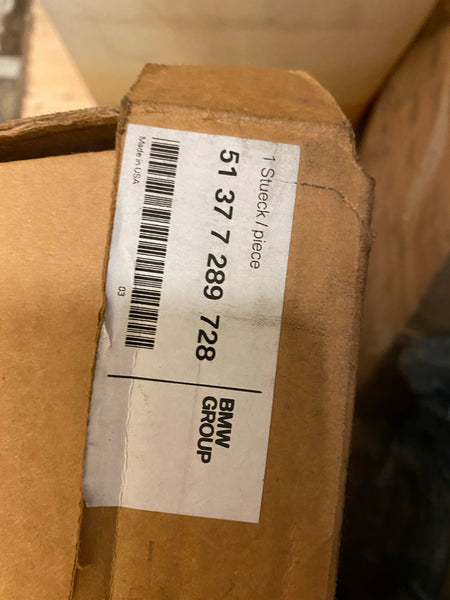 1 Stueck / piece
51 37 7 289 728
Made in USA
03
BMW
GROUP